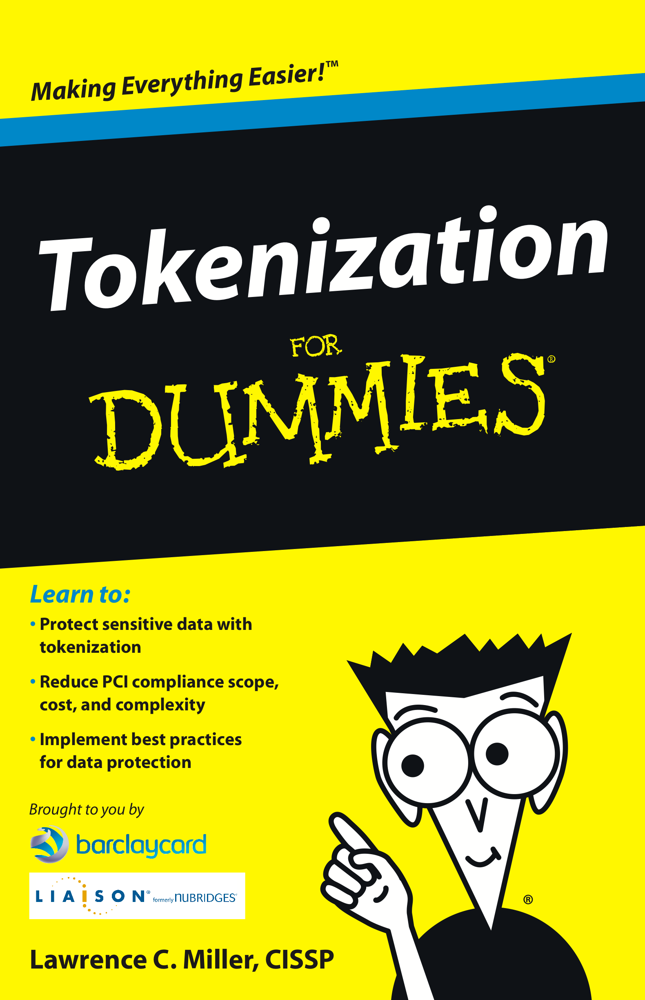 Making Everything Easier!™
Tokenization
FOR
DUMMIES®
Learn to:
• Protect sensitive data with
tokenization
• Reduce PCI compliance scope,
cost, and complexity
• Implement best practices
for data protection
Brought to you by
barclaycard
LIAISON® formerly nUBRIDGES®
®
Lawrence C. Miller, CISSP